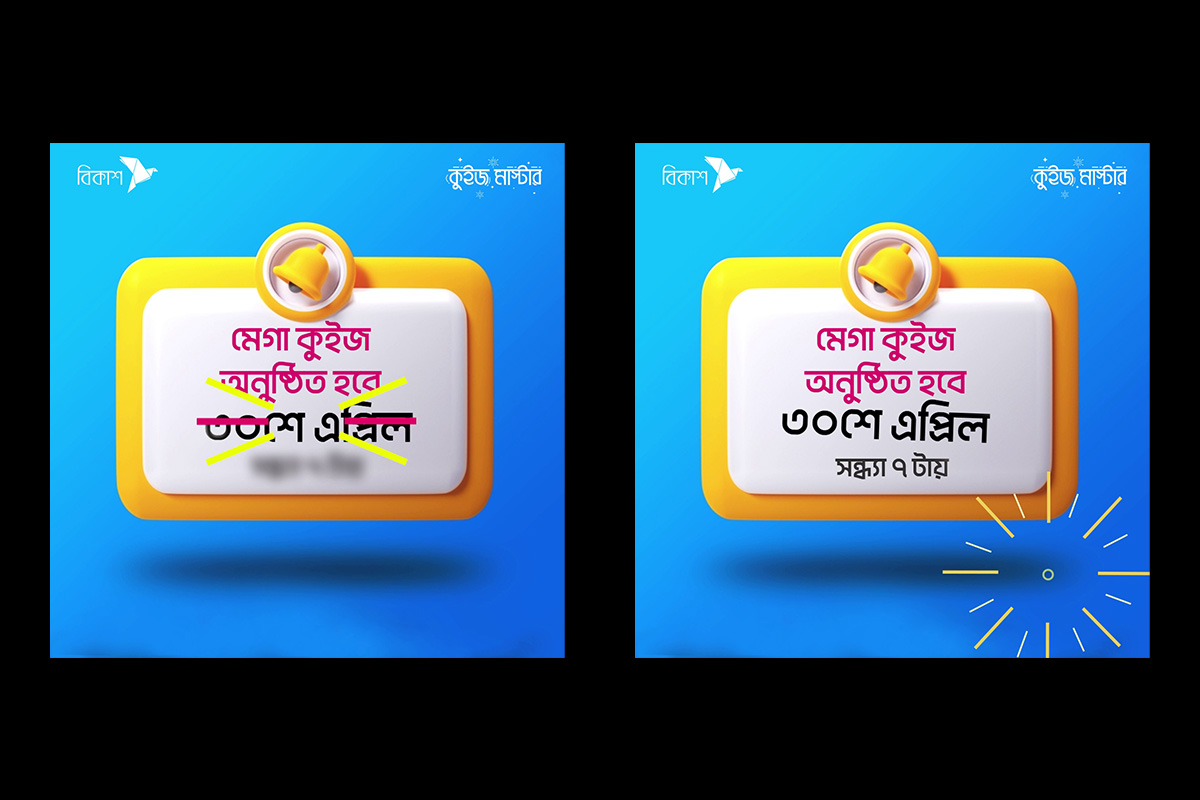 বিকাশ
কুইজ মাস্টার
মেগা কুইজ
অনুষ্ঠিত হবে
৩০শে এপ্রিল
বিকাশ
কুইজ মাস্টার
মেগা কুইজ
অনুষ্ঠিত হবে
৩০শে এপ্রিল
সন্ধ্যা ৭ টায়